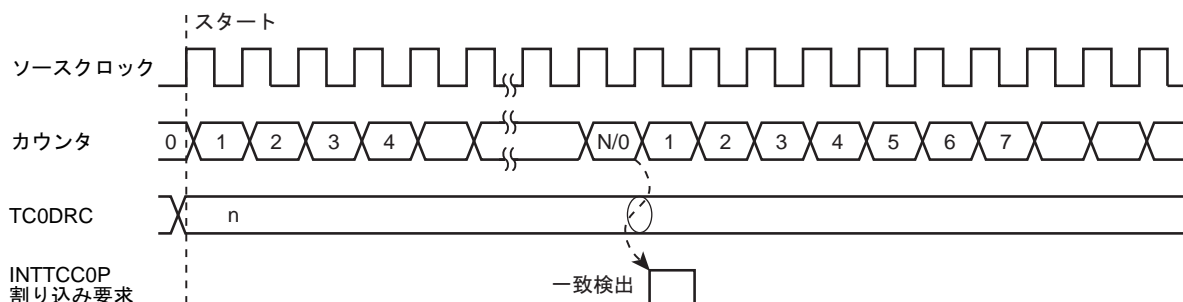 スタート
ソースクロック
カウンタ 0 1 2 3 4 N/0 1 2 3 4 5 6 7
TC0DRC n
INTTCC0P
割り込み要求
一致検出